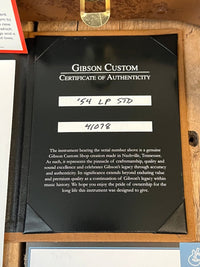 GIBSON CUSTOM
CERTIFICATE OF AUTHENTICITY
'54 LP STD
41078
The instrument bearing the serial number above is a genuine
Gibson Custom Shop creation made in Nashville, Tennessee.
As such, it represents the pinnacle of craftsmanship, quality and
sound excellence and celebrates Gibson's legacy through accuracy
and authenticity. Its significance extends beyond enduring value
and premium quality as a continuation of Gibson's legacy within
music history. We hope you enjoy the pride of ownership for the
long life this instrument was designed to give.